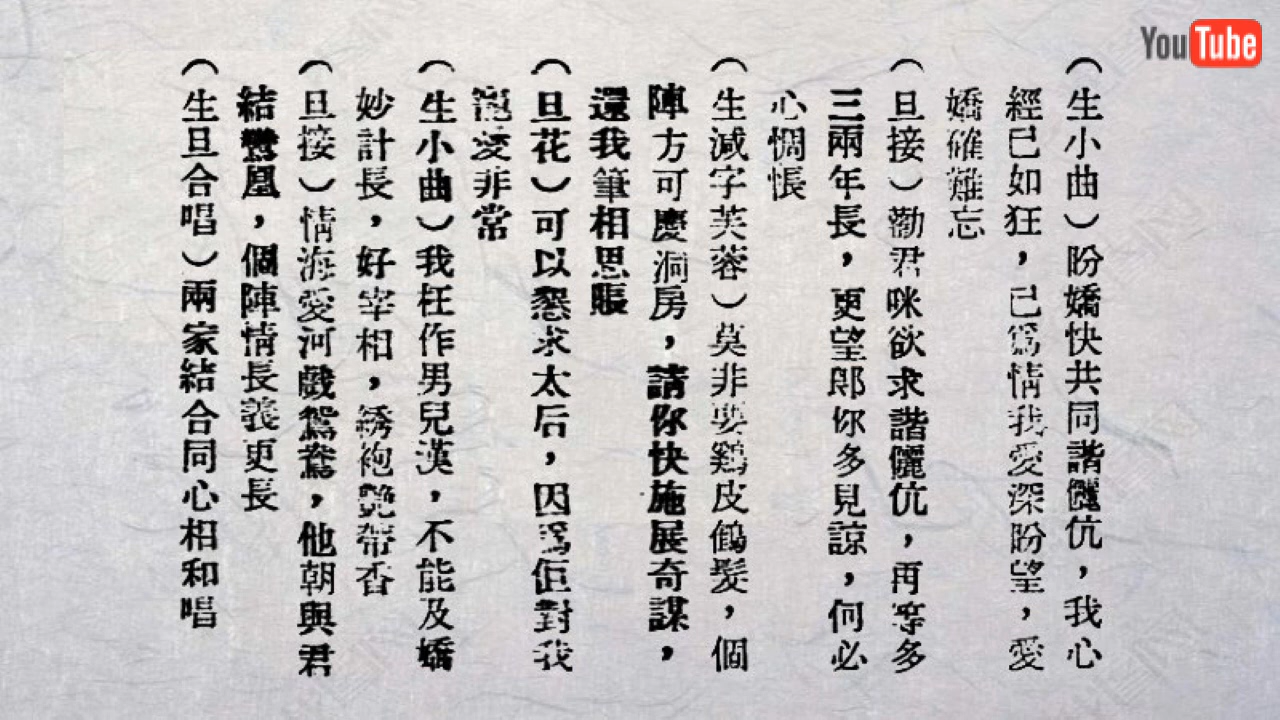 YouTube
（生小曲）盼嬌快共同諧儷伉，我心
經已如狂，已爲情我愛深盼望，愛
嬌確難忘
（旦接）勸君咪欲求諧儷伉，再等多
三兩年長，更望郎你多見諒，何必
心惆悵
（生減字芙蓉）莫非要鷄皮鶴髮，個
陣方可慶洞房，請你快施展奇謀，
還我筆相思賬
（旦花）可以懇求太后，因爲佢對我
寵愛非常
（生小曲）我枉作男兒漢，不能及嬌
妙計長，好宰相，綉袍艶帶香
（旦接）情海愛河戲鴛鴦，他朝與君
結鸞凰，個陣情長義更長
（生旦合唱）兩家結合同心相和唱